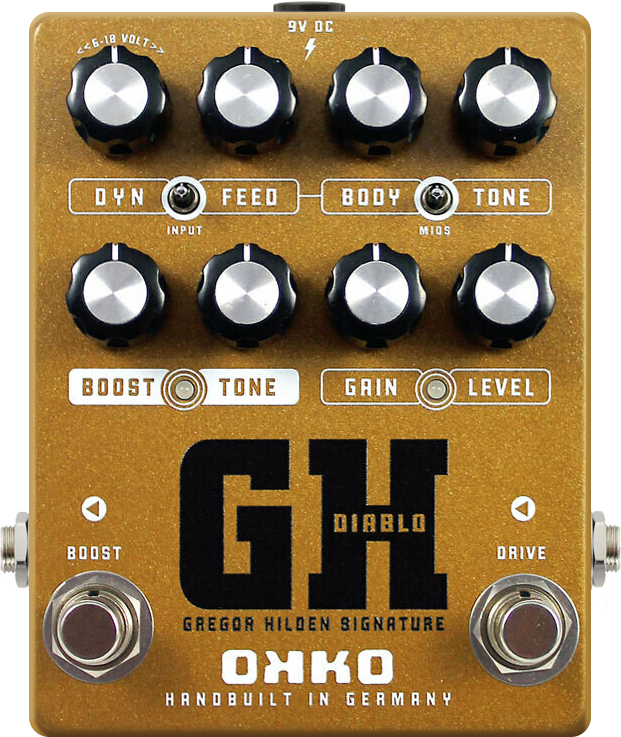 9V DC
<<6-18 VOLT>>
DYN FEED BODY TONE
INPUT MIDS
BOOST TONE GAIN LEVEL
GH
DIABLO
BOOST DRIVE
GREGOR HILDEN SIGNATURE
OKKO
HANDBUILT IN GERMANY